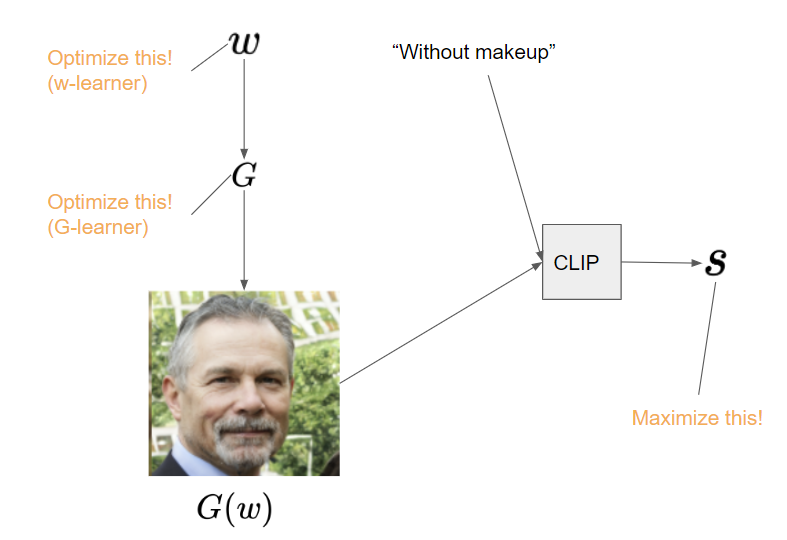 w
Optimize this!
(w-learner)
“Without makeup”
G
Optimize this!
(G-learner)
CLIP
s
Maximize this!
G(w)